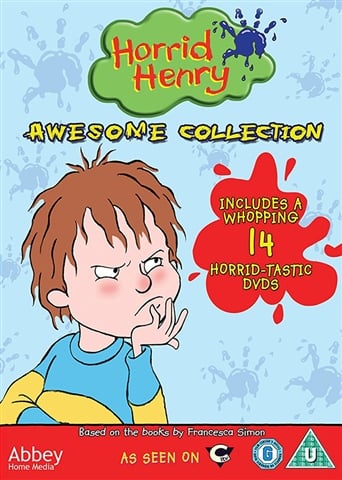 Horrid
Henry
AWESOME COLLECTION
INCLUDES A
WHOPPING
14
HORRID-TASTIC
DVDS
Based on the books by Francesca Simon
Abbey
Home Media
AS SEEN ON
G
U